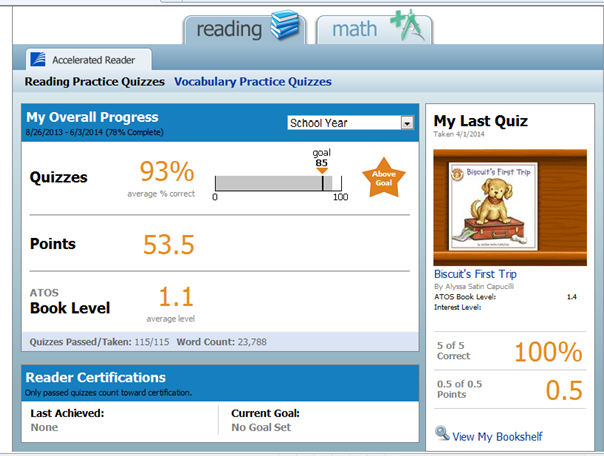 reading
math
Accelerated Reader
Reading Practice Quizzes Vocabulary Practice Quizzes
My Overall Progress
8/26/2013 - 6/3/2014 (78% Complete)
School Year
Quizzes
93%
average % correct
goal
85
0
100
Above
Goal
Points
53.5
ATOS
Book Level
1.1
average level
Quizzes Passed/Taken: 115/115 Word Count: 23,788
Reader Certifications
Only passed quizzes count toward certification.
Last Achieved:
None
Current Goal:
No Goal Set
My Last Quiz
Taken 4/1/2014
Biscuit's First Trip
Biscuit's First Trip
By Alyssa Satin Capucilli
ATOS Book Level: 1.4
Interest Level:
5 of 5
Correct
100%
0.5 of 0.5
Points
0.5
View My Bookshelf